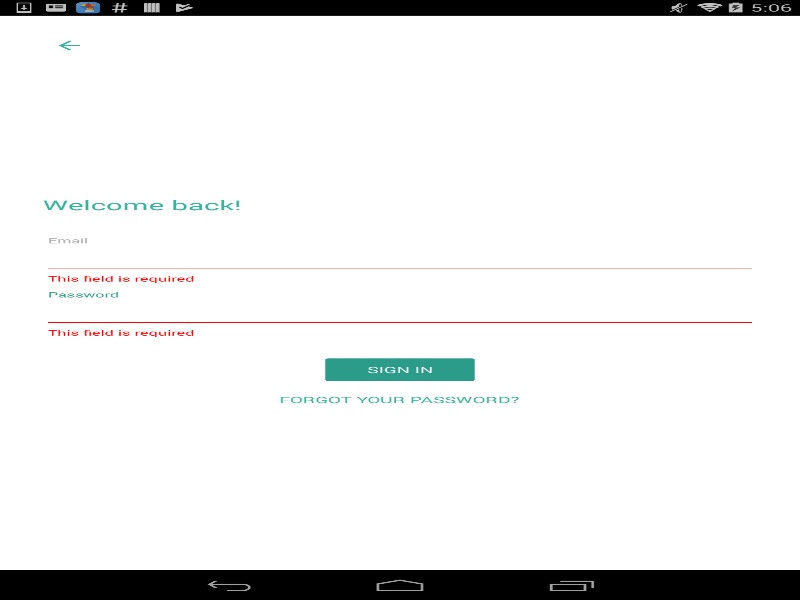 5:06
Welcome back!
Email
This field is required
Password
This field is required
SIGN IN
FORGOT YOUR PASSWORD?